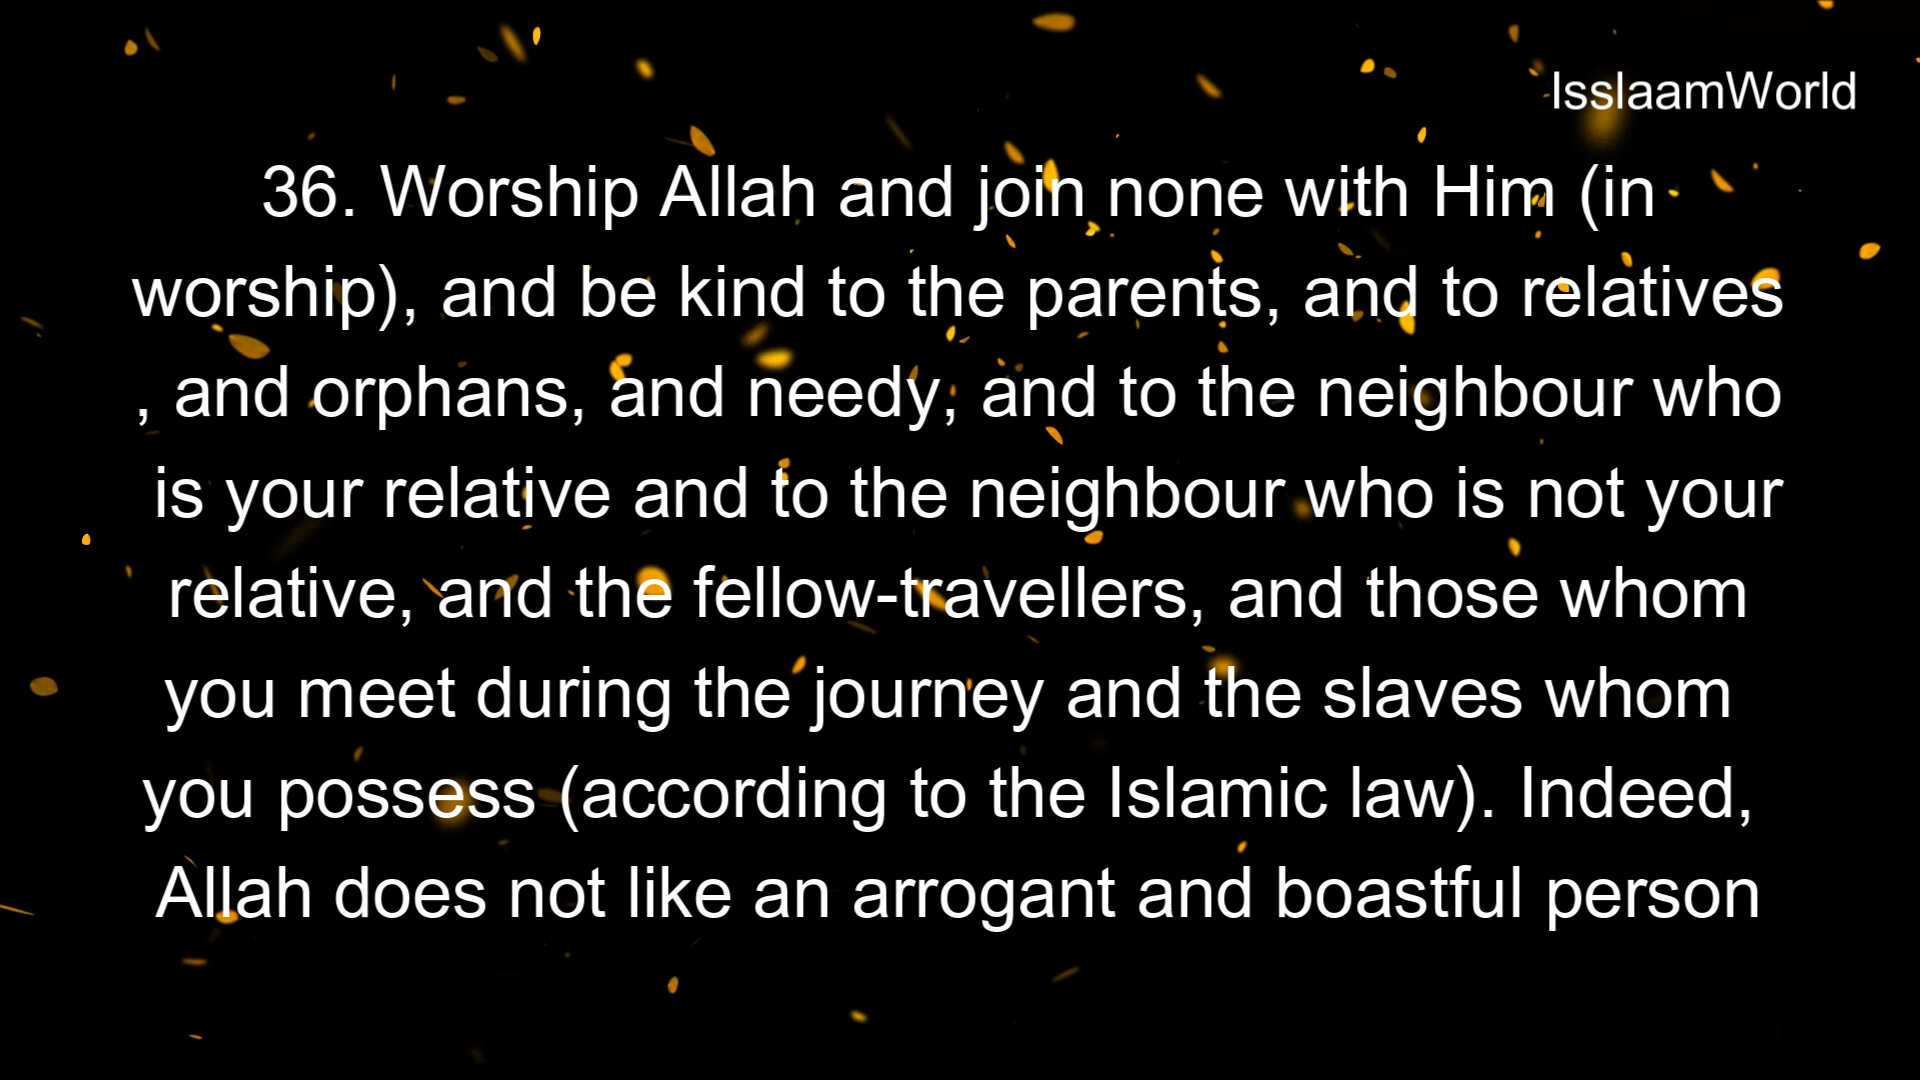 IsslaamWorld
36. Worship Allah and join none with Him (in
worship), and be kind to the parents, and to relatives
, and orphans, and needy, and to the neighbour who
is your relative and to the neighbour who is not your
relative, and the fellow-travellers, and those whom
you meet during the journey and the slaves whom
you possess (according to the Islamic law). Indeed,
Allah does not like an arrogant and boastful person